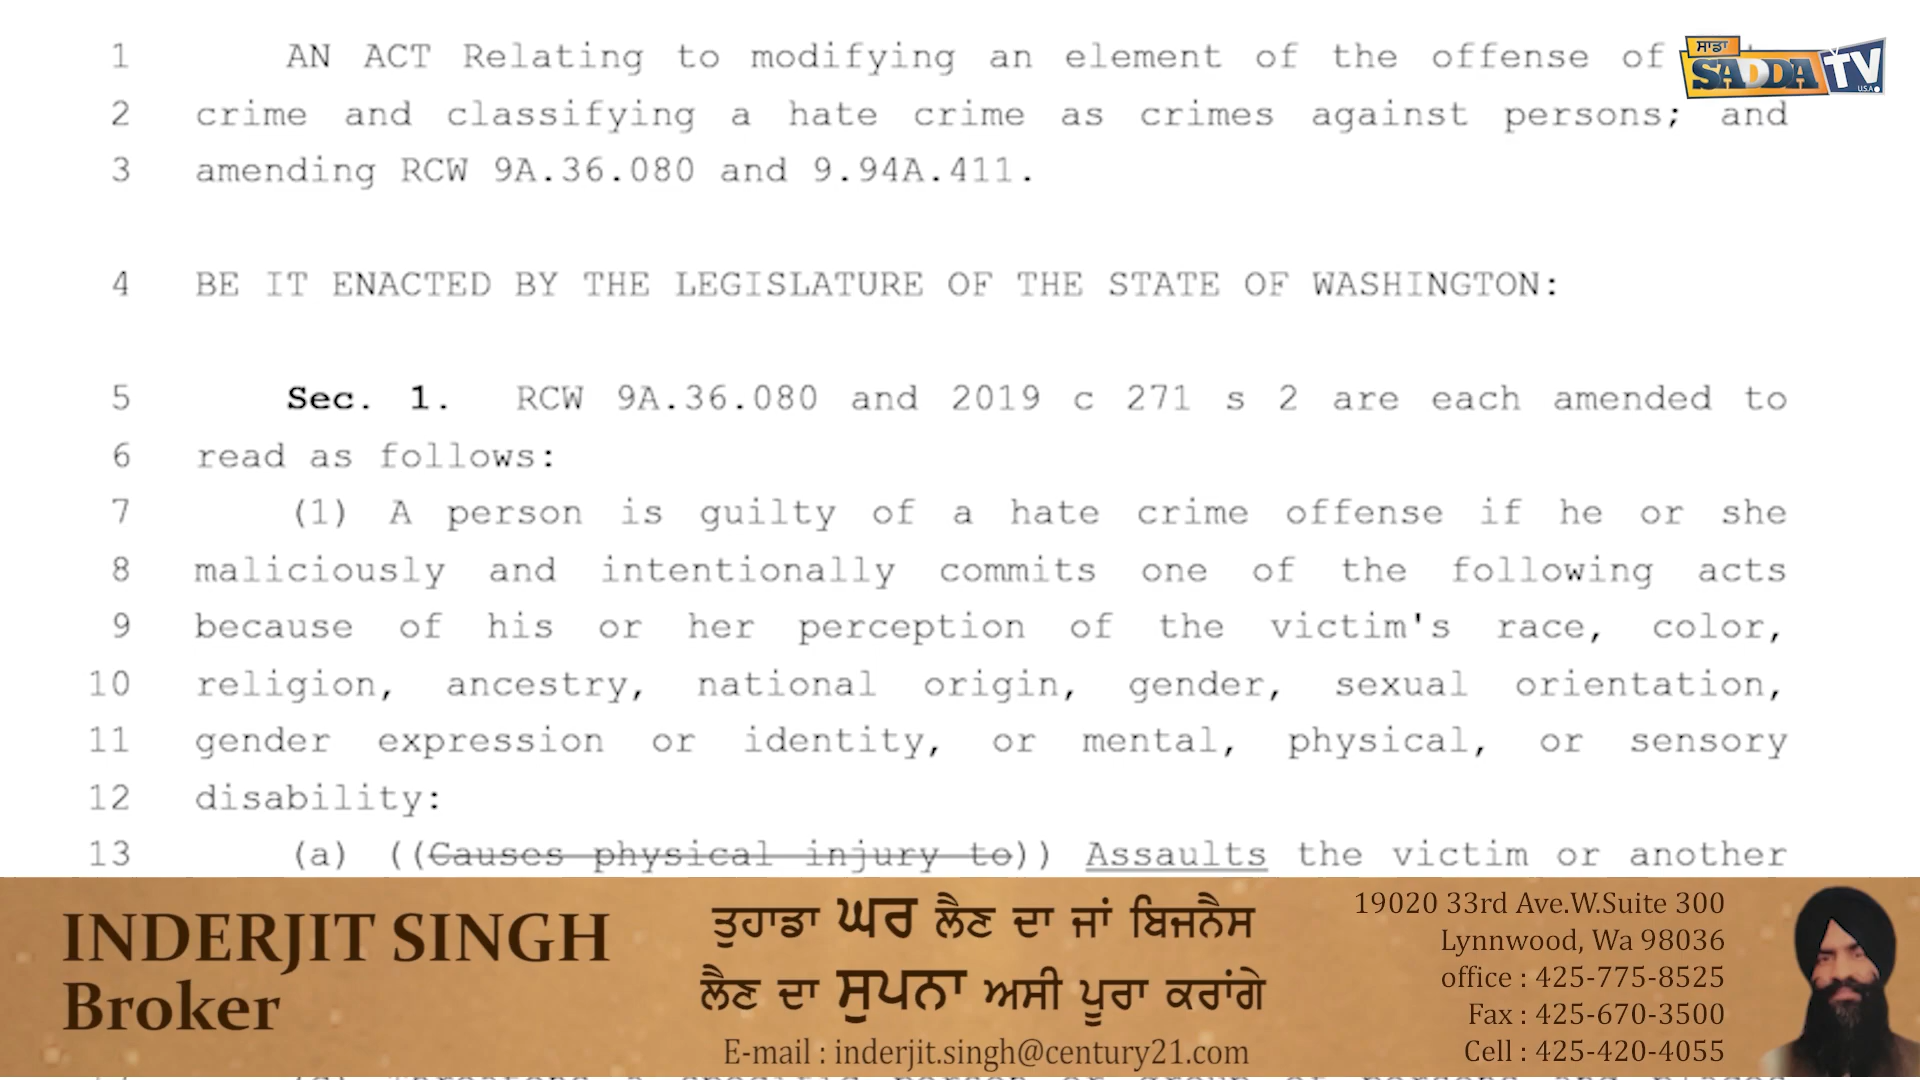 1 AN ACT Relating to modifying an element of the offense of
2 crime and classifying a hate crime as crimes against persons; and
3 amending RCW 9A.36.080 and 9.94A.411.
4 BE IT ENACTED BY THE LEGISLATURE OF THE STATE OF WASHINGTON:
5 Sec. 1. RCW 9A.36.080 and 2019 c 271 s 2 are each amended to
6 read as follows:
7 (1) A person is guilty of a hate crime offense if he or she
8 maliciously and intentionally commits one of the following acts
9 because of his or her perception of the victim's race, color,
10 religion, ancestry, national origin, gender, sexual orientation,
11 gender expression or identity, or mental, physical, or sensory
12 disability:
13 (a) ((Causes physical injury to)) Assaults the victim or another
ਸਾਡਾ
SADDA TV
U.S.A.
INDERJIT SINGH
Broker
ਤੁਹਾਡਾ ਘਰ ਲੈਣ ਦਾ ਜਾਂ ਬਿਜਨੈਸ
ਲੈਣ ਦਾ ਸੁਪਨਾ ਅਸੀ ਪੂਰਾ ਕਰਾਂਗੇ
E-mail : inderjit.singh@century21.com
19020 33rd Ave.W.Suite 300
Lynnwood, Wa 98036
office : 425-775-8525
Fax : 425-670-3500
Cell : 425-420-4055